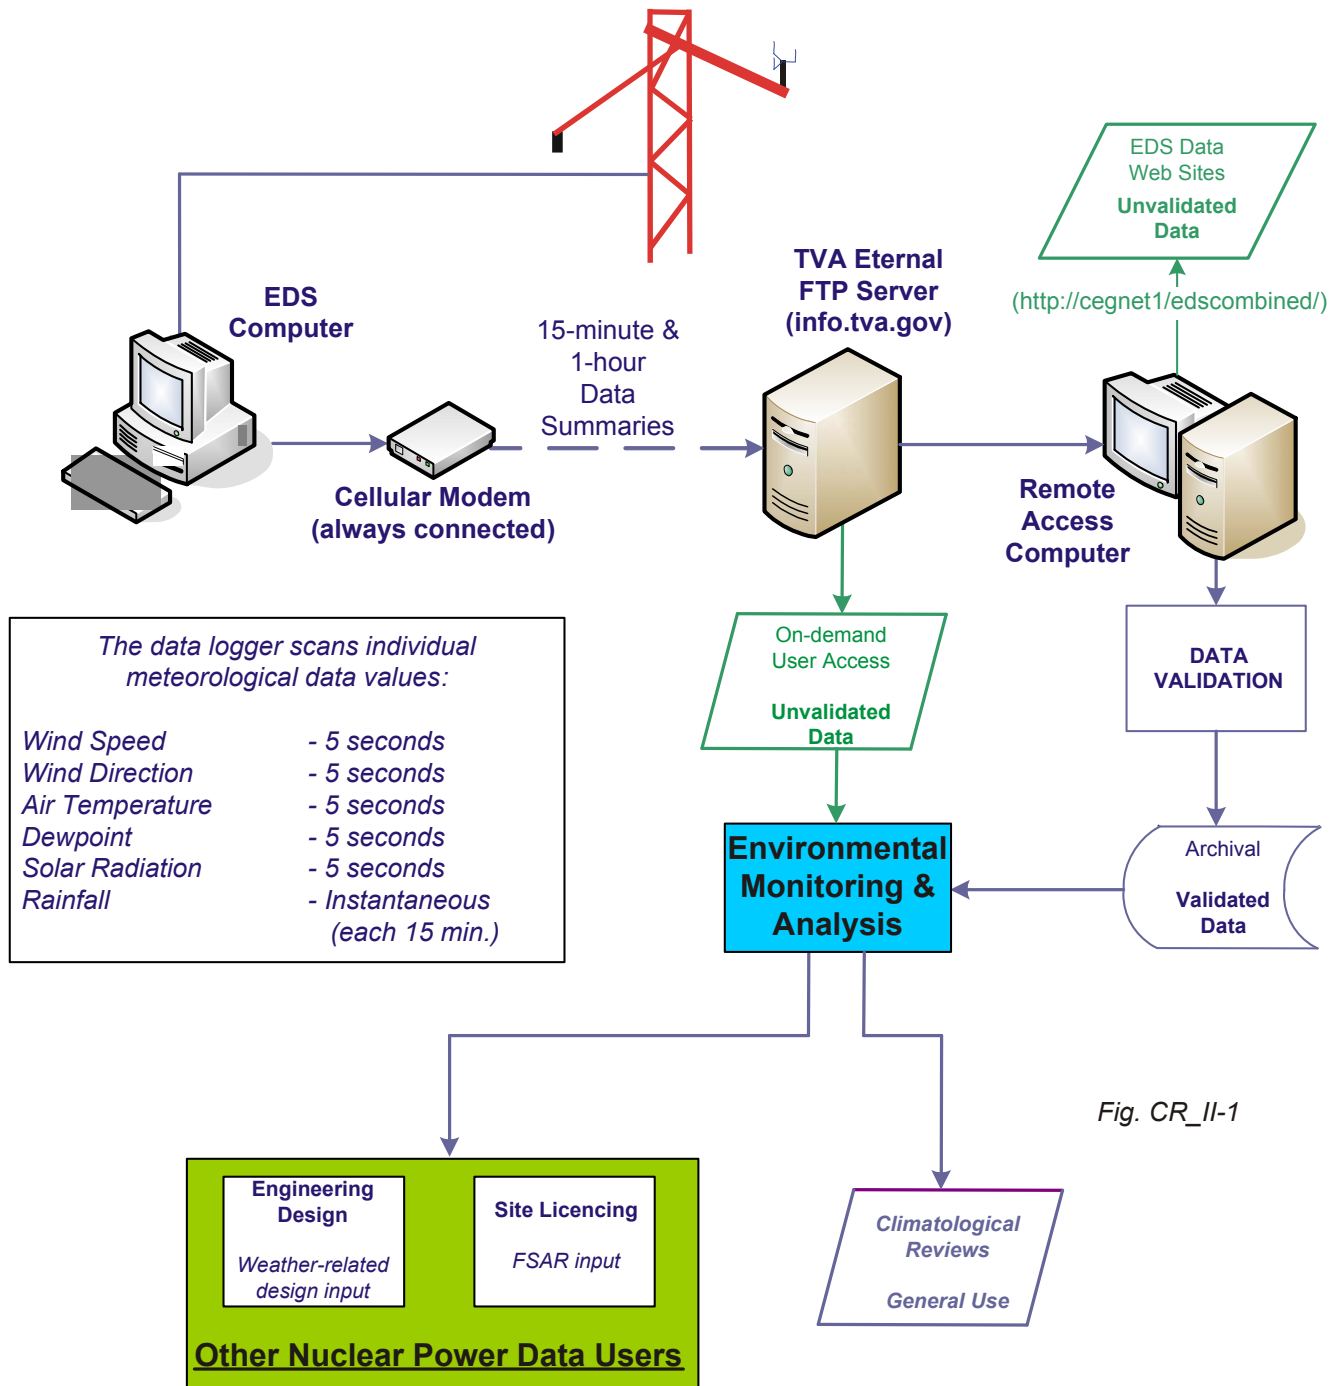 EDS Data
Web Sites
Unvalidated
Data
(http://cegnet1/edscombined/)
TVA Eternal
FTP Server
(info.tva.gov)
EDS
Computer
15-minute &
1-hour
Data
Summaries
Cellular Modem
(always connected)
Remote
Access
Computer
The data logger scans individual
meteorological data values:
Wind Speed - 5 seconds
Wind Direction - 5 seconds
Air Temperature - 5 seconds
Dewpoint - 5 seconds
Solar Radiation - 5 seconds
Rainfall - Instantaneous
(each 15 min.)
On-demand
User Access
Unvalidated
Data
DATA
VALIDATION
Archival
Validated
Data
Environmental
Monitoring &
Analysis
Fig. CR_II-1
Engineering
Design
Weather-related
design input
Site Licencing
FSAR input
Other Nuclear Power Data Users
Climatological
Reviews
General Use